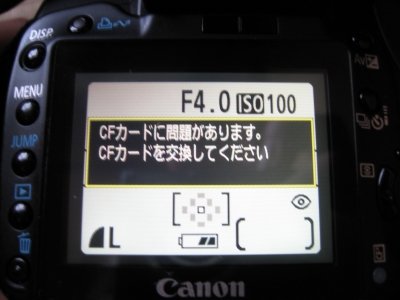 DISP.
MENU
JUMP
F4.0 ISO100
CFカードに問題があります。
CFカードを交換してください
L
Canon
Av